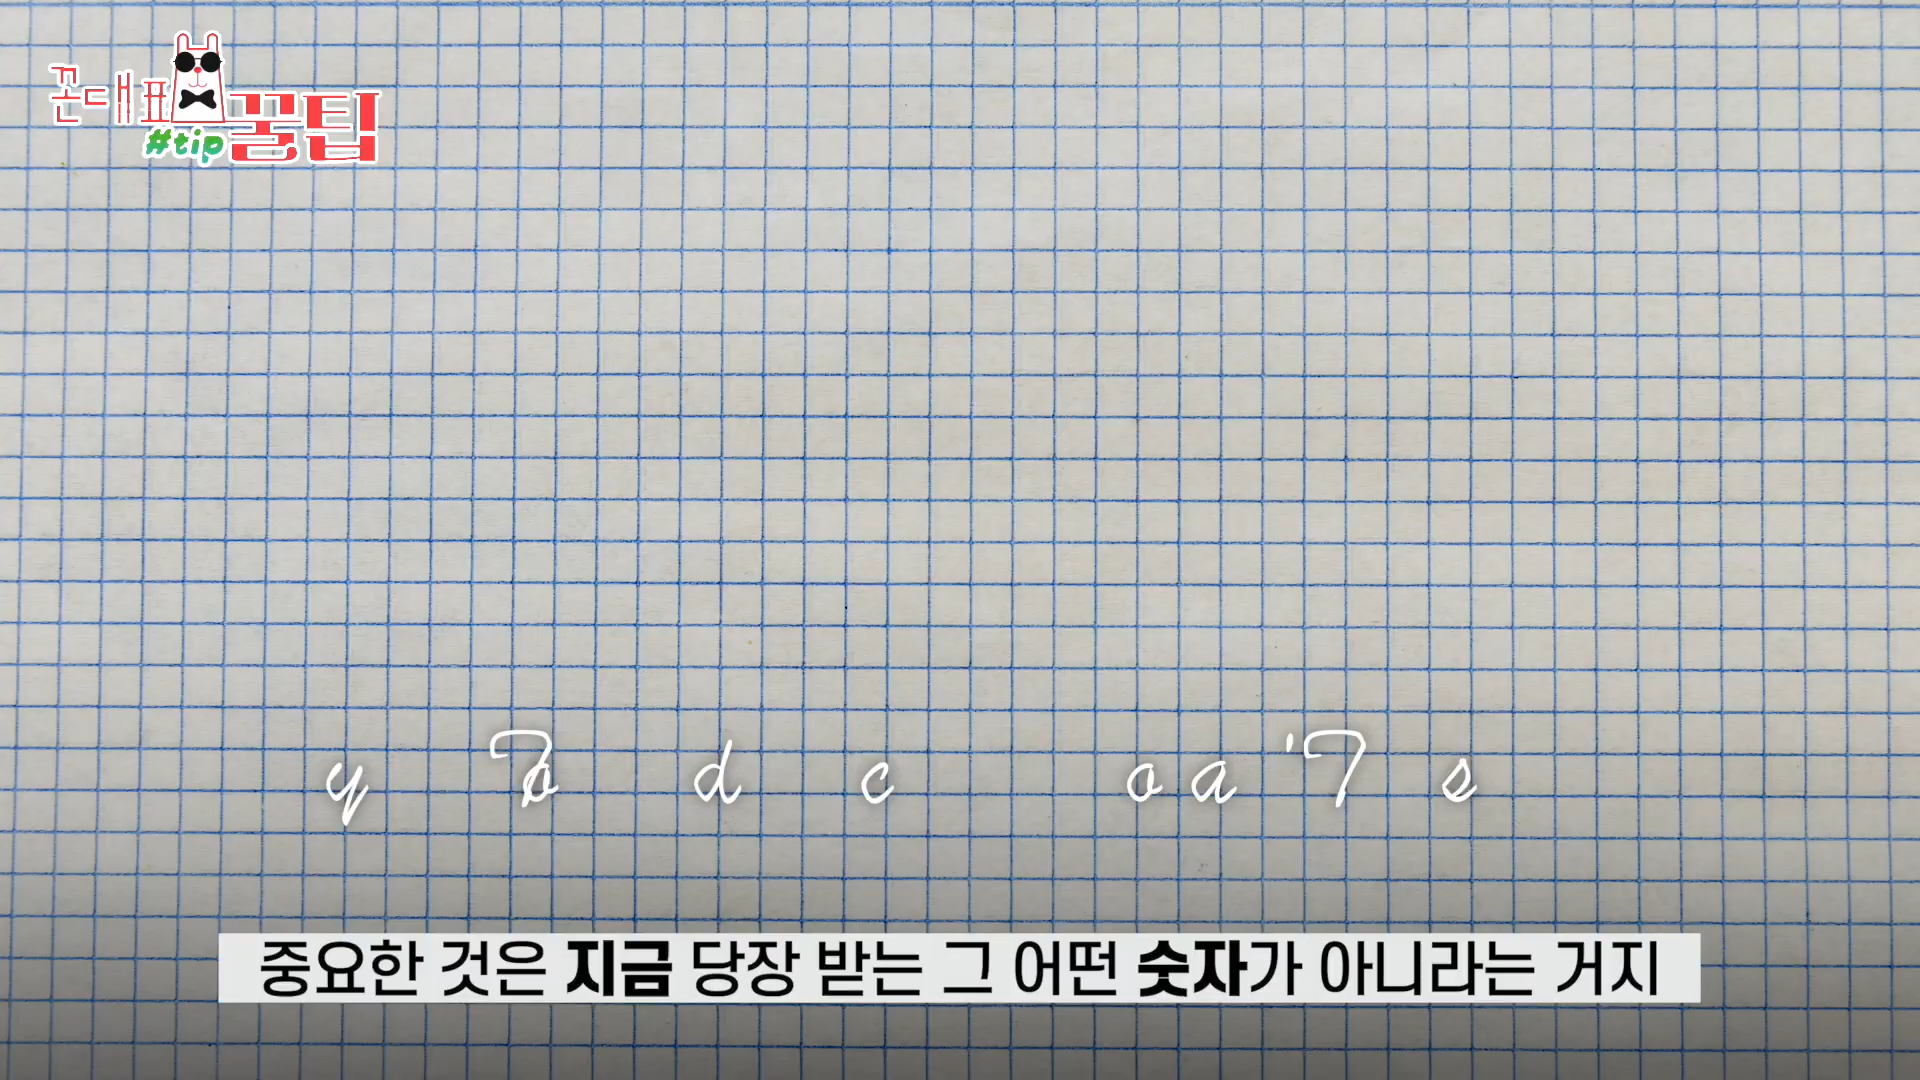 꼰대표
#tip 꿀팁
y To d c o a ' T s
중요한 것은 지금 당장 받는 그 어떤 숫자가 아니라는 거지